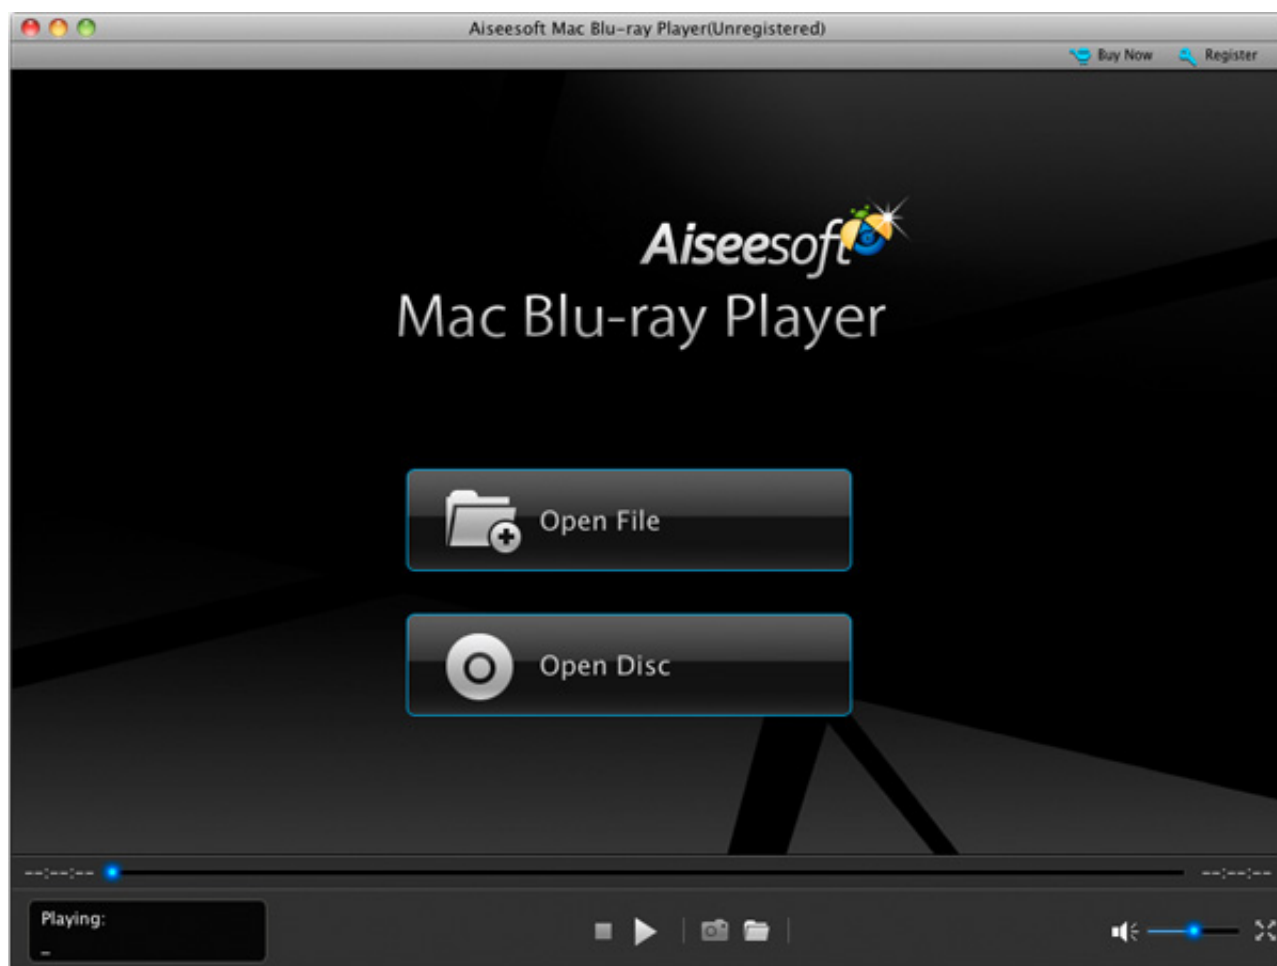 Aiseesoft Mac Blu-ray Player(Unregistered)
Buy Now Register
Aiseesoft
Mac Blu-ray Player
Open File
Open Disc
--:--:-- --:--:--
Playing:
_